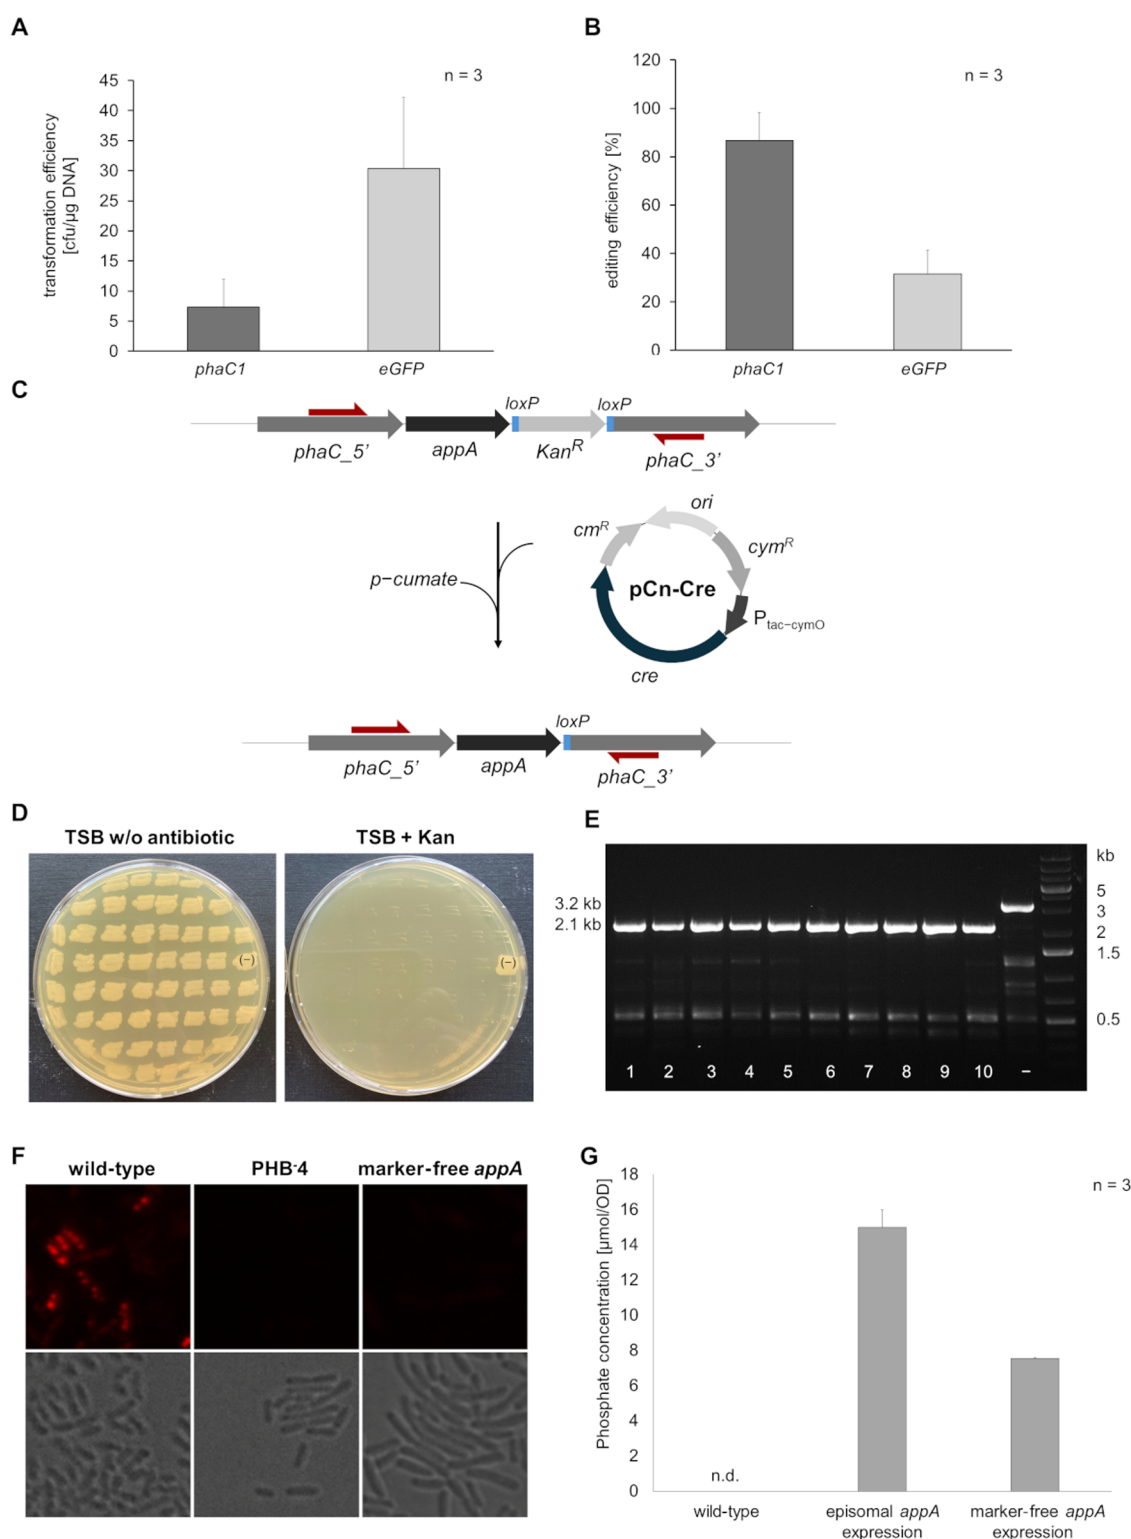 A
n = 3
transformation efficiency
[cfu/µg DNA]
45
40
35
30
25
20
15
10
5
0
phaC1
eGFP
B
n = 3
editing efficiency [%]
120
100
80
60
40
20
0
phaC1
eGFP
C
loxP
loxP
phaC_5'
appA
Kan^R
phaC_3'
p−cumate
cm^R
ori
cym^R
pCn-Cre
P_tac−cymO
cre
loxP
phaC_5'
appA
phaC_3'
D
TSB w/o antibiotic
TSB + Kan
(−)
(−)
E
3.2 kb
2.1 kb
kb
5
3
2
1.5
0.5
1 2 3 4 5 6 7 8 9 10 −
F
wild-type
PHB-4
marker-free appA
G
n = 3
Phosphate concentration [µmol/OD]
18
16
14
12
10
8
6
4
2
0
n.d.
wild-type
episomal appA
expression
marker-free appA
expression